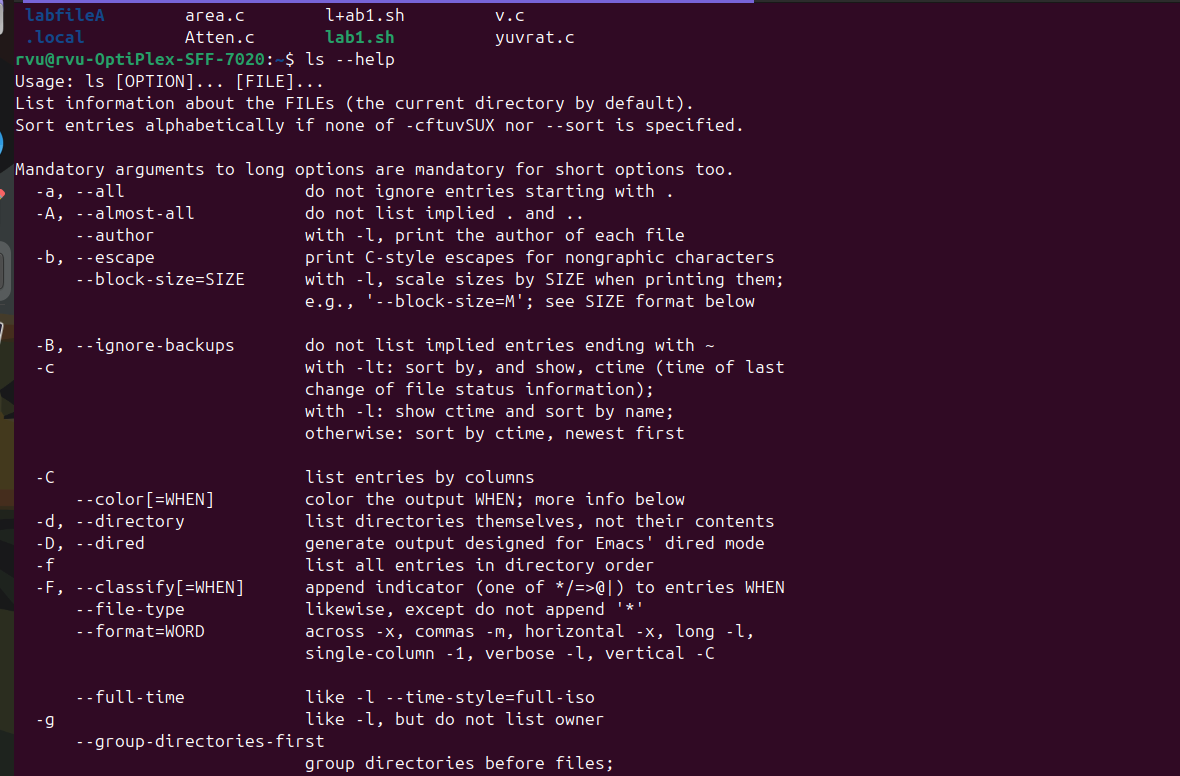 labfileA area.c l+ab1.sh v.c
.local Atten.c lab1.sh yuvrat.c
rvu@rvu-OptiPlex-SFF-7020:~$ ls --help
Usage: ls [OPTION]... [FILE]...
List information about the FILEs (the current directory by default).
Sort entries alphabetically if none of -cftuvSUX nor --sort is specified.

Mandatory arguments to long options are mandatory for short options too.
  -a, --all                  do not ignore entries starting with .
  -A, --almost-all           do not list implied . and ..
      --author               with -l, print the author of each file
  -b, --escape               print C-style escapes for nongraphic characters
      --block-size=SIZE      with -l, scale sizes by SIZE when printing them;
                             e.g., '--block-size=M'; see SIZE format below

  -B, --ignore-backups       do not list implied entries ending with ~
  -c                         with -lt: sort by, and show, ctime (time of last
                             change of file status information);
                             with -l: show ctime and sort by name;
                             otherwise: sort by ctime, newest first

  -C                         list entries by columns
      --color[=WHEN]         color the output WHEN; more info below
  -d, --directory            list directories themselves, not their contents
  -D, --dired                generate output designed for Emacs' dired mode
  -f                         list all entries in directory order
  -F, --classify[=WHEN]      append indicator (one of */=>@|) to entries WHEN
      --file-type            likewise, except do not append '*'
      --format=WORD          across -x, commas -m, horizontal -x, long -l,
                             single-column -1, verbose -l, vertical -C

      --full-time            like -l --time-style=full-iso
  -g                         like -l, but do not list owner
      --group-directories-first
                             group directories before files;